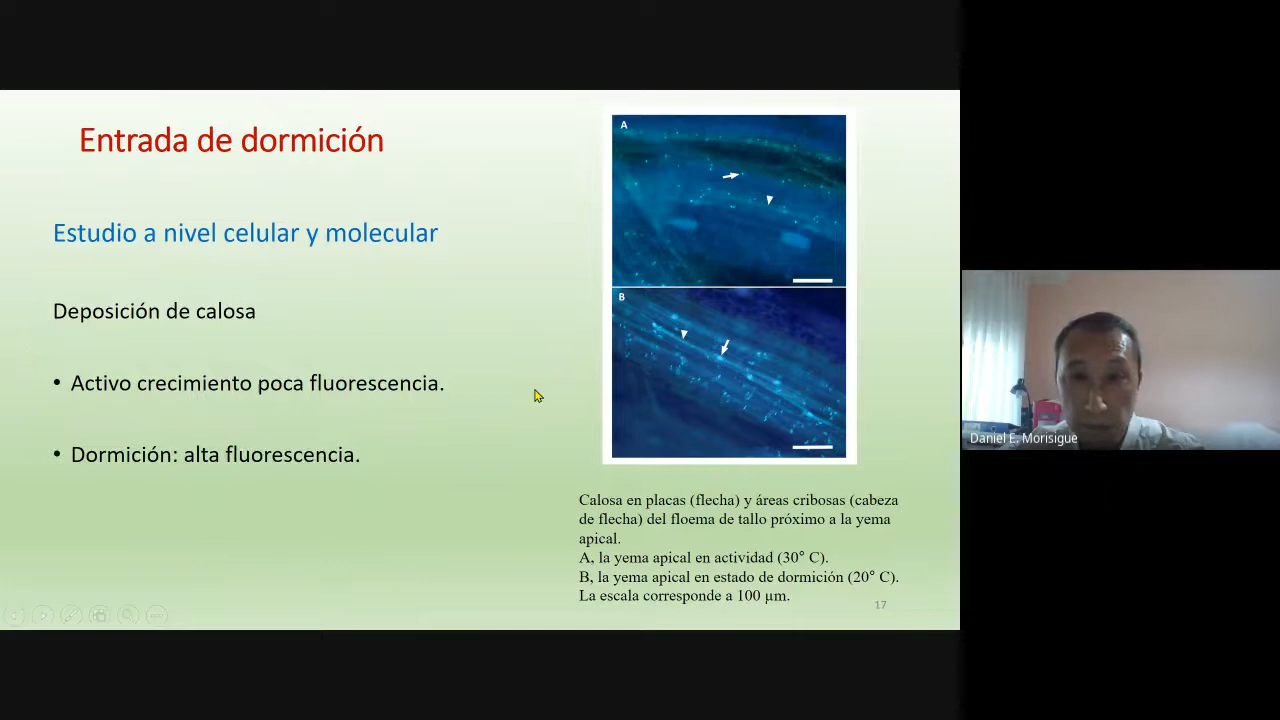 Entrada de dormición
Estudio a nivel celular y molecular
Deposición de calosa
• Activo crecimiento poca fluorescencia.
• Dormición: alta fluorescencia.
A
B
Calosa en placas (flecha) y áreas cribosas (cabeza
de flecha) del floema de tallo próximo a la yema
apical.
A, la yema apical en actividad (30° C).
B, la yema apical en estado de dormición (20° C).
La escala corresponde a 100 µm.
17
Daniel E. Morisigue